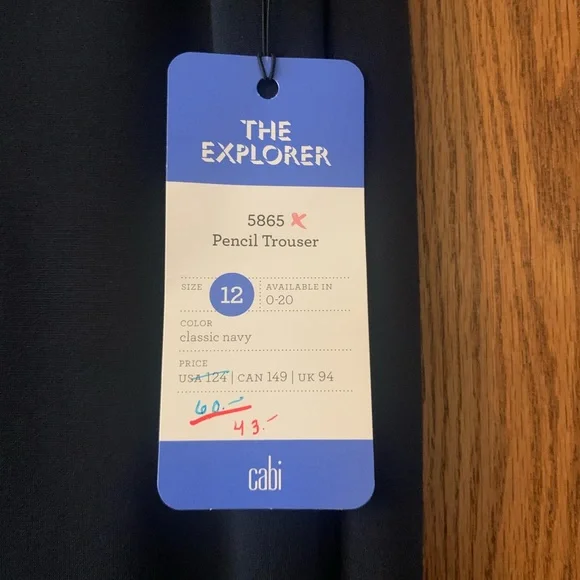 THE
EXPLORER
5865 X
Pencil Trouser
SIZE 12 AVAILABLE IN
0-20
COLOR
classic navy
PRICE
USA 124 | CAN 149 | UK 94
60.-
43.-
cabi